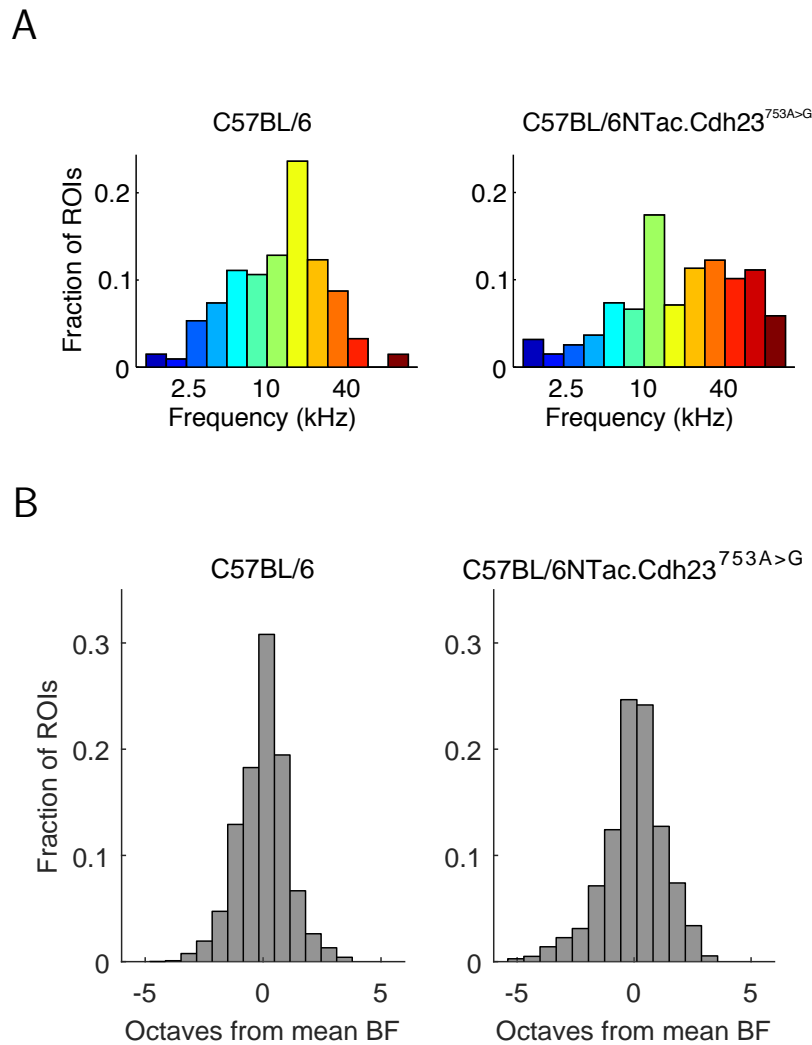 A
C57BL/6
C57BL/6NTac.Cdh23753A>G
Fraction of ROIs
0.2
0.1
0
2.5 10 40
Frequency (kHz)
0.2
0.1
0
2.5 10 40
Frequency (kHz)
B
C57BL/6
C57BL/6NTac.Cdh23753A>G
Fraction of ROIs
0.3
0.2
0.1
0
-5 0 5
Octaves from mean BF
0.3
0.2
0.1
0
-5 0 5
Octaves from mean BF